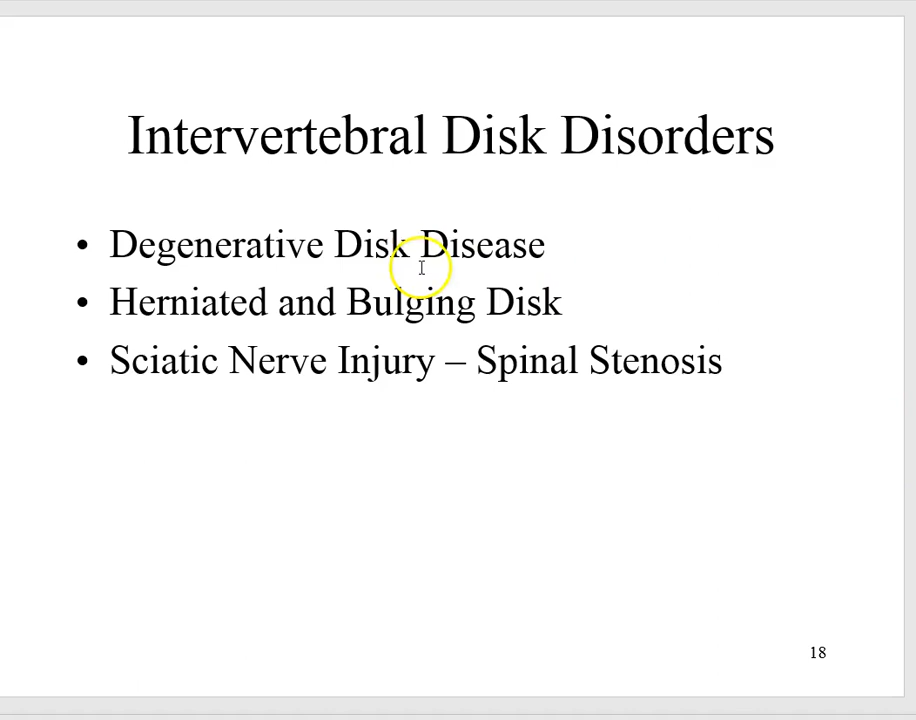 Intervertebral Disk Disorders
• Degenerative Disk Disease
• Herniated and Bulging Disk
• Sciatic Nerve Injury – Spinal Stenosis
18